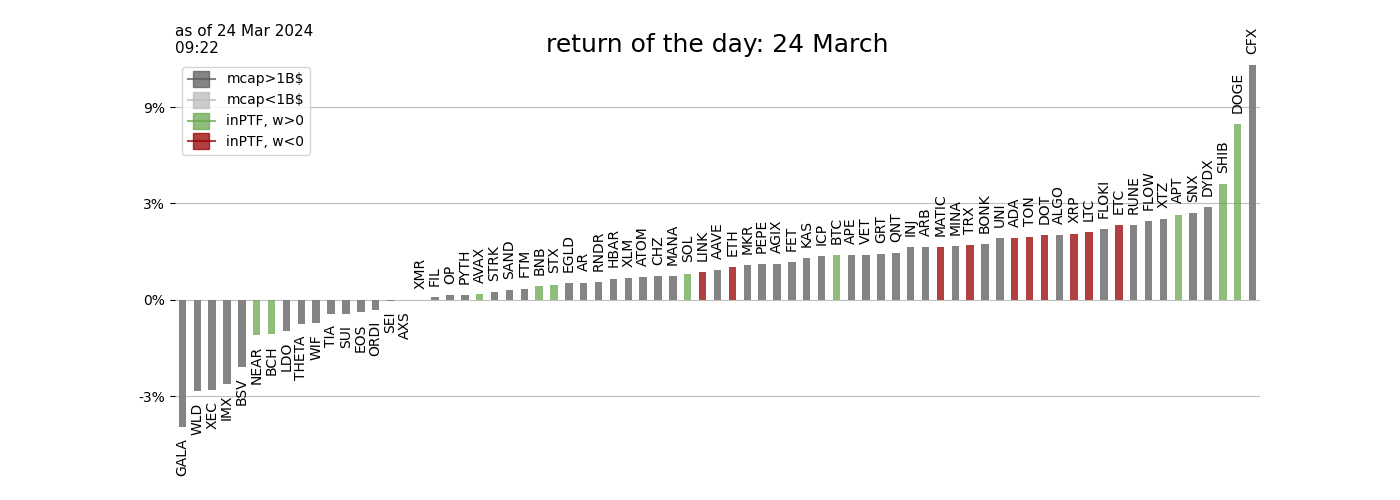 as of 24 Mar 2024
09:22
return of the day: 24 March
mcap>1B$
mcap<1B$
inPTF, w>0
inPTF, w<0
9%
3%
0%
-3%
GALA
WLD
XEC
IMX
BSV
NEAR
BCH
LDO
THETA
WIF
TIA
SUI
EOS
ORDI
SEI
AXS
XMR
FIL
OP
PYTH
AVAX
STRK
SAND
FTM
BNB
STX
EGLD
AR
RNDR
HBAR
XLM
ATOM
CHZ
MANA
SOL
LINK
AAVE
ETH
MKR
PEPE
AGIX
FET
KAS
ICP
BTC
APE
VET
GRT
QNT
INJ
ARB
MATIC
MINA
TRX
BONK
UNI
ADA
TON
DOT
ALGO
XRP
LTC
FLOKI
ETC
RUNE
FLOW
XTZ
APT
SNX
DYDX
SHIB
DOGE
CFX